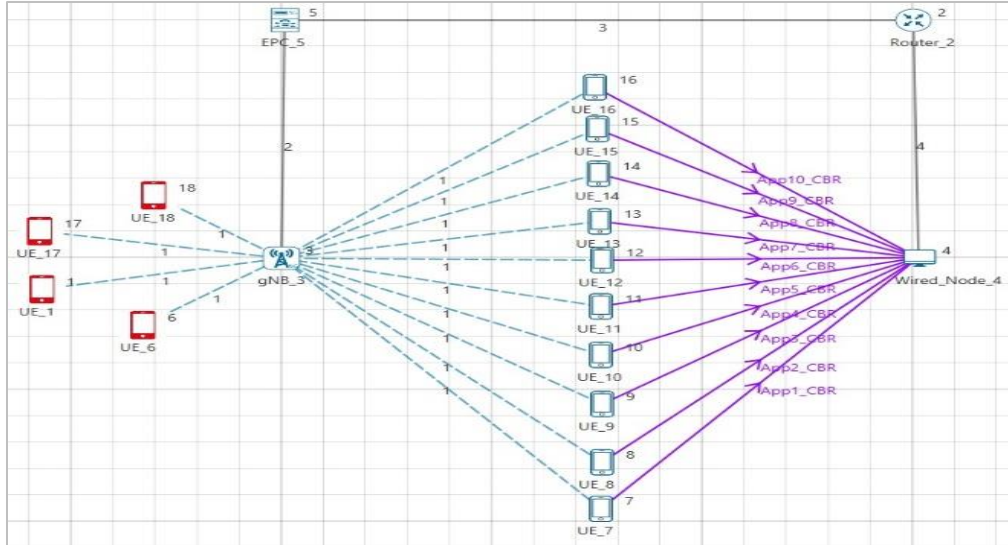 5
2
EPC_5
3
Router_2
16
UE_16
15
UE_15
2
4
14
1
UE_14
App10_CBR
18
1
App9_CBR
UE_18
13
1
App8_CBR
17
UE_13
1
1
App7_CBR
UE_17
1
3
12
4
1
App6_CBR
gNB_3
UE_12
Wired_Node_4
1
1
1
App5_CBR
UE_1
1
11
UE_11
App4_CBR
6
1
UE_6
1
App3_CBR
10
UE_10
1
App2_CBR
1
App1_CBR
9
UE_9
8
UE_8
7
UE_7